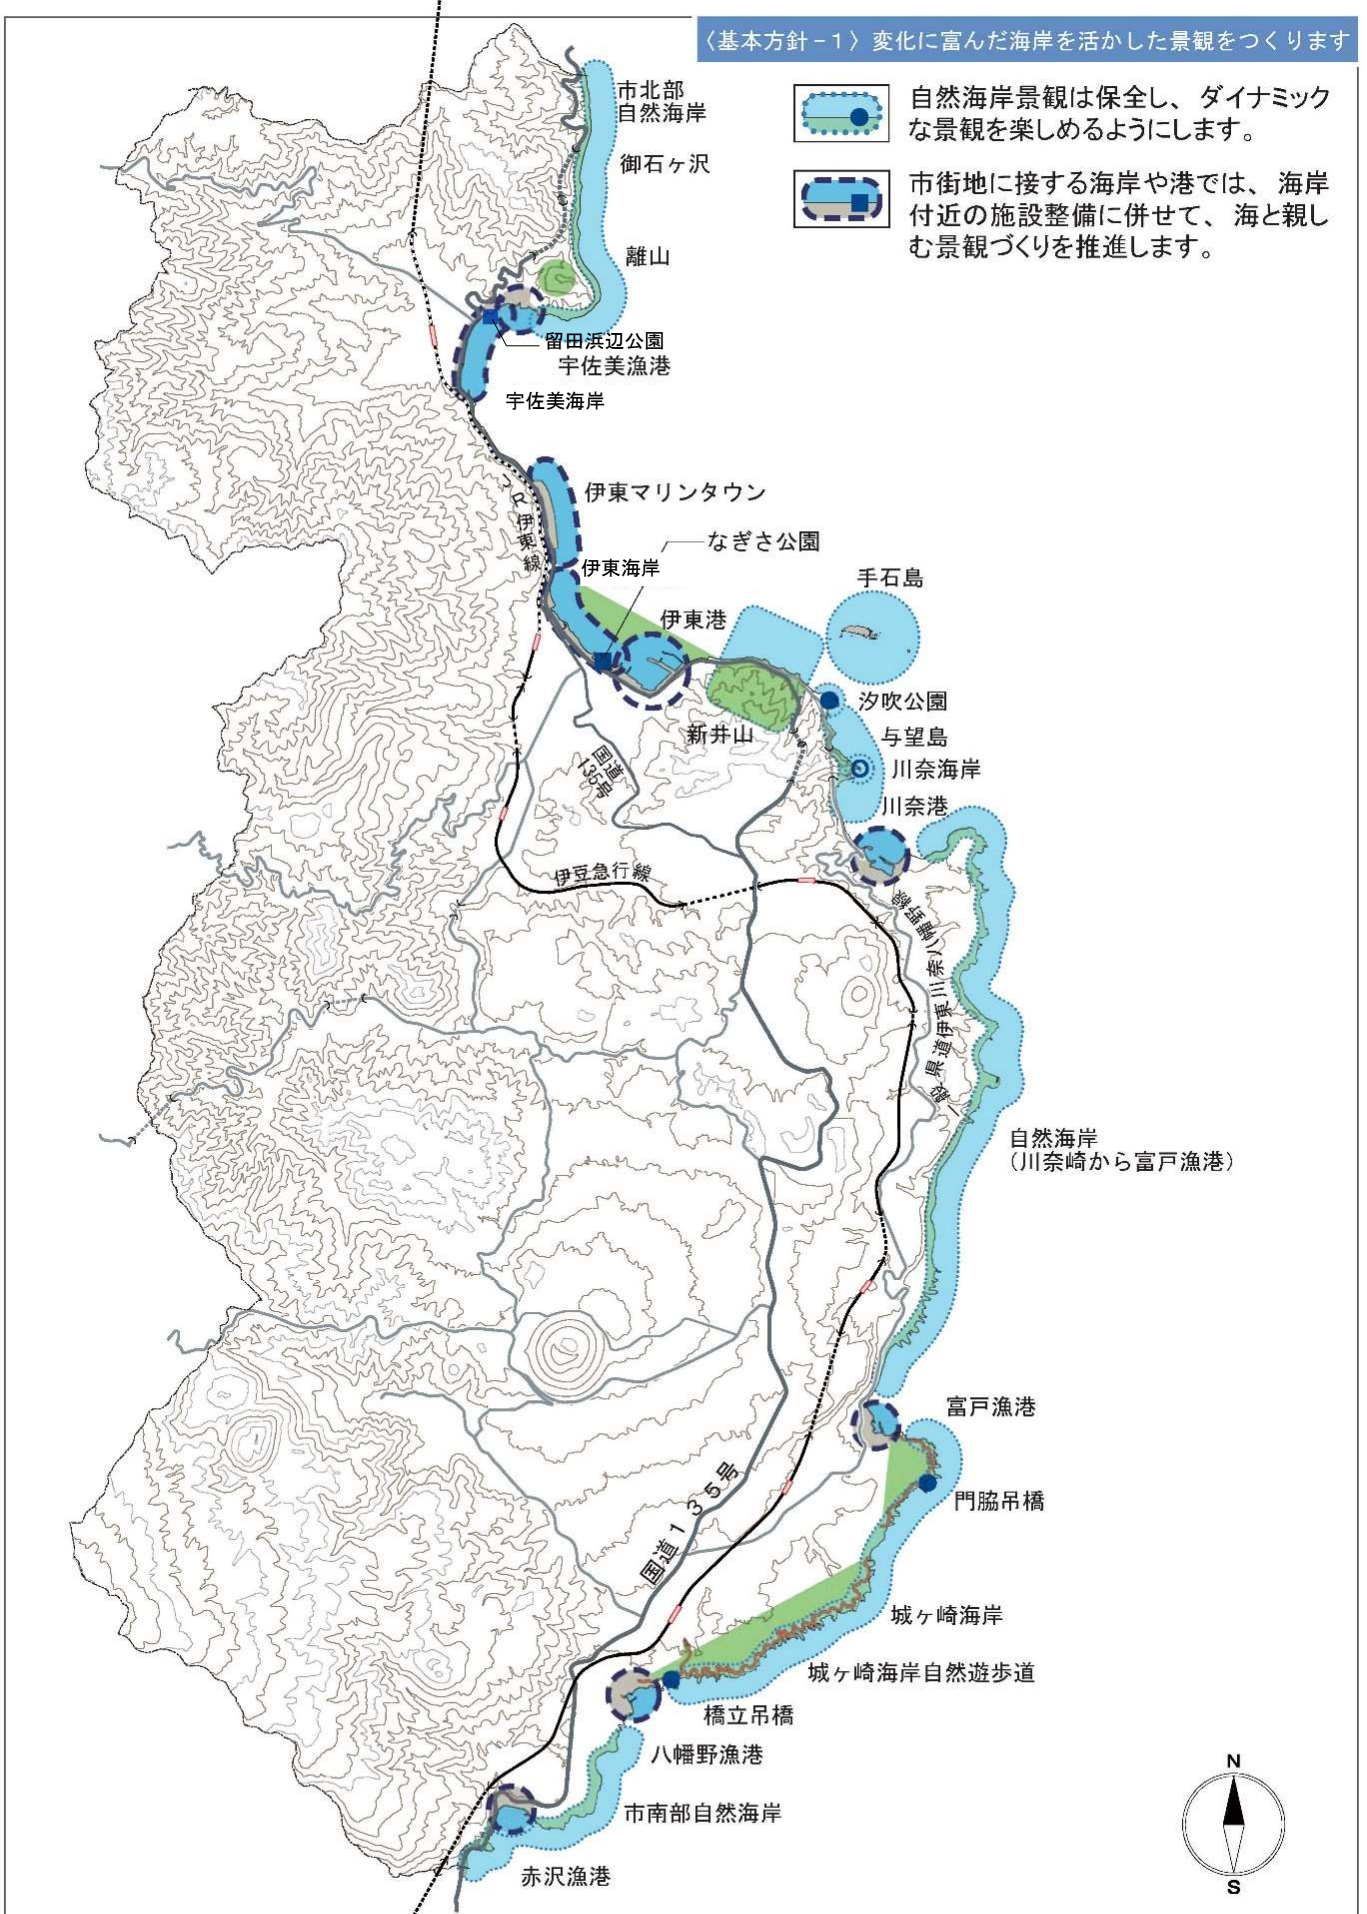 〈基本方針-1〉変化に富んだ海岸を活かした景観をつくります
自然海岸景観は保全し、ダイナミック
な景観を楽しめるようにします。
市街地に接する海岸や港では、海岸
付近の施設整備に併せて、海と親し
む景観づくりを推進します。
市北部
自然海岸
御石ヶ沢
離山
留田浜辺公園
宇佐美漁港
宇佐美海岸
伊東マリンタウン
JR伊東線
なぎさ公園
伊東海岸
手石島
伊東港
汐吹公園
新井山
与望島
国道
135号
川奈海岸
川奈港
伊豆急行線
一般県道伊東川奈八幡野線
自然海岸
（川奈崎から富戸漁港）
富戸漁港
門脇吊橋
国道135号
城ヶ崎海岸
城ヶ崎海岸自然遊歩道
橋立吊橋
八幡野漁港
市南部自然海岸
赤沢漁港
N
S